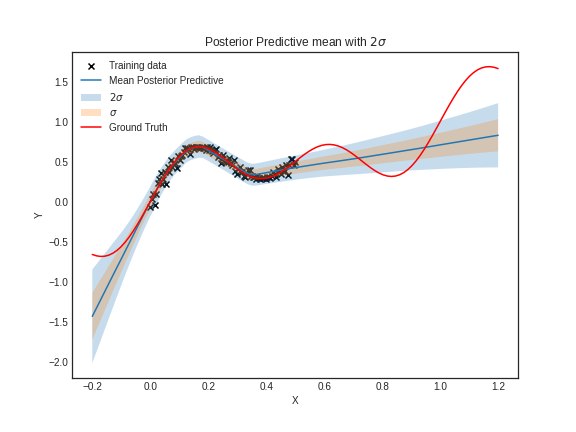 Posterior Predictive mean with 2σ
Training data
Mean Posterior Predictive
2σ
σ
Ground Truth
1.5
1.0
0.5
0.0
−0.5
−1.0
−1.5
−2.0
Y
−0.2 0.0 0.2 0.4 0.6 0.8 1.0 1.2
X